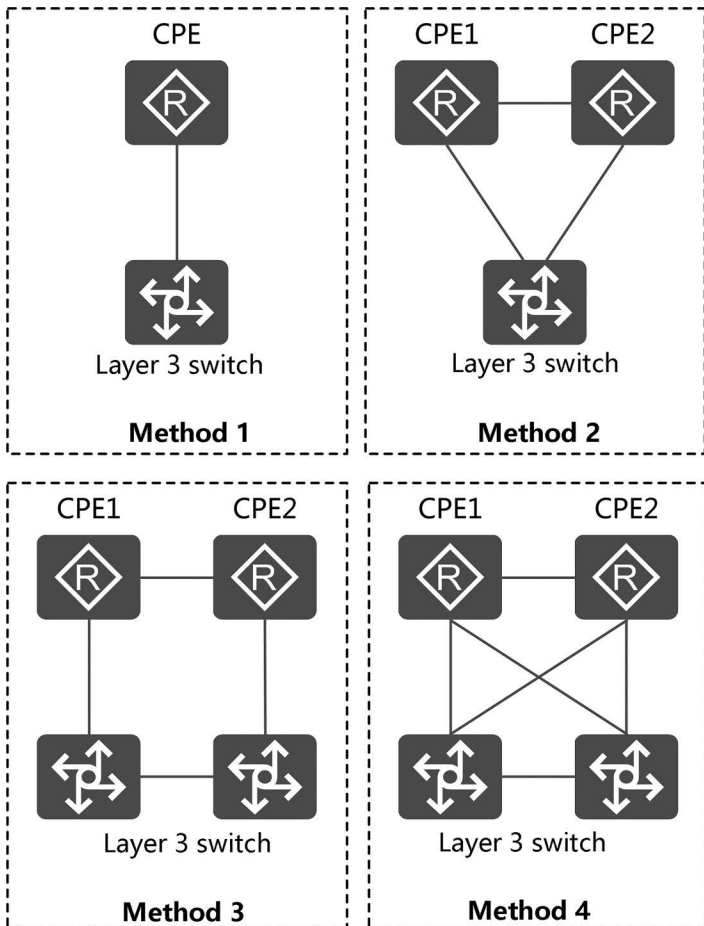 CPE
R
Layer 3 switch
Method 1
CPE1 CPE2
R R
Layer 3 switch
Method 2
CPE1 CPE2
R R
Layer 3 switch
Method 3
CPE1 CPE2
R R
Layer 3 switch
Method 4